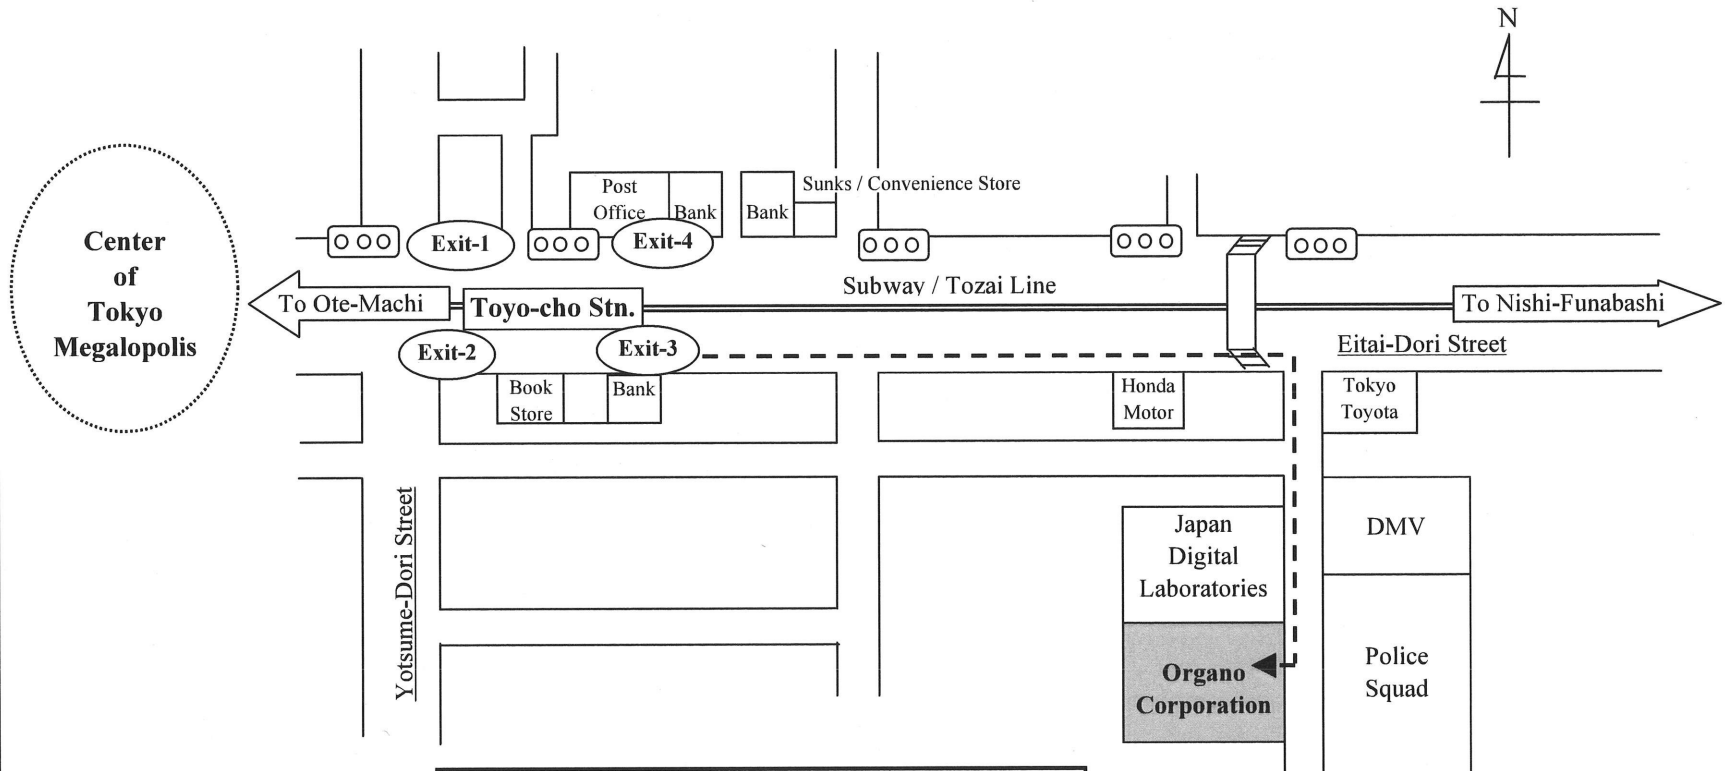 N
Post
Office
Bank
Bank
Sunks / Convenience Store
Center
of
Tokyo
Megalopolis
Exit-1
Exit-4
Subway / Tozai Line
To Ote-Machi
Toyo-cho Stn.
To Nishi-Funabashi
Exit-2
Exit-3
Eitai-Dori Street
Book
Store
Bank
Honda
Motor
Tokyo
Toyota
Yotsume-Dori Street
Japan
Digital
Laboratories
DMV
Organo
Corporation
Police
Squad